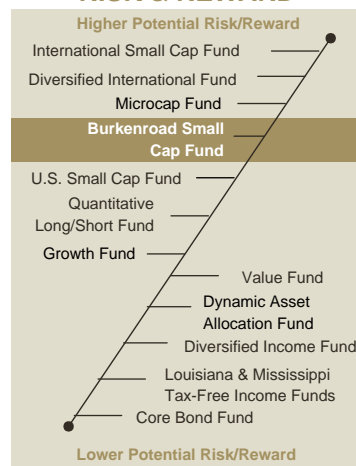 RISK & REWARD
Higher Potential Risk/Reward
International Small Cap Fund
Diversified International Fund
Microcap Fund
Burkenroad Small
Cap Fund
U.S. Small Cap Fund
Quantitative
Long/Short Fund
Growth Fund
Value Fund
Dynamic Asset
Allocation Fund
Diversified Income Fund
Louisiana & Mississippi
Tax-Free Income Funds
Core Bond Fund
Lower Potential Risk/Reward